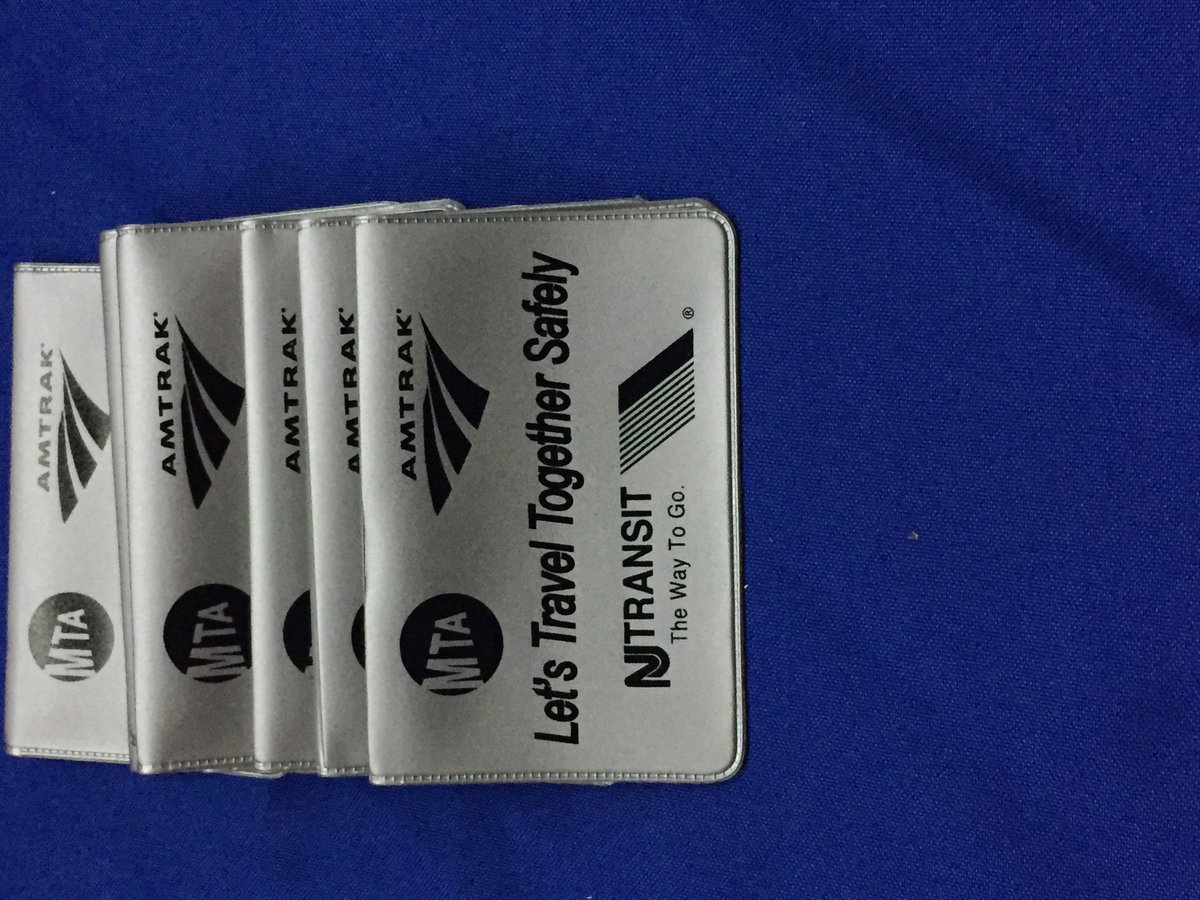 MTA AMTRAK
MTA AMTRAK
AMTRAK
AMTRAK
MTA AMTRAK
Let's Travel Together Safely
NJ TRANSIT ®
The Way To Go.